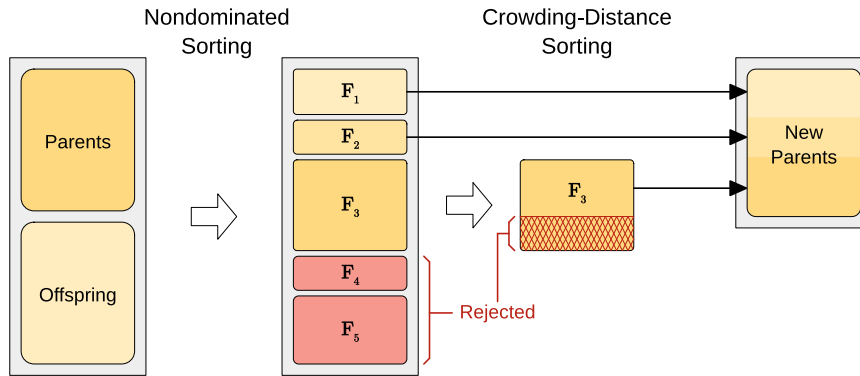 Nondominated
Sorting
Crowding-Distance
Sorting
Parents
Offspring
F1
F2
F3
F4
F5
F3
Rejected
New
Parents